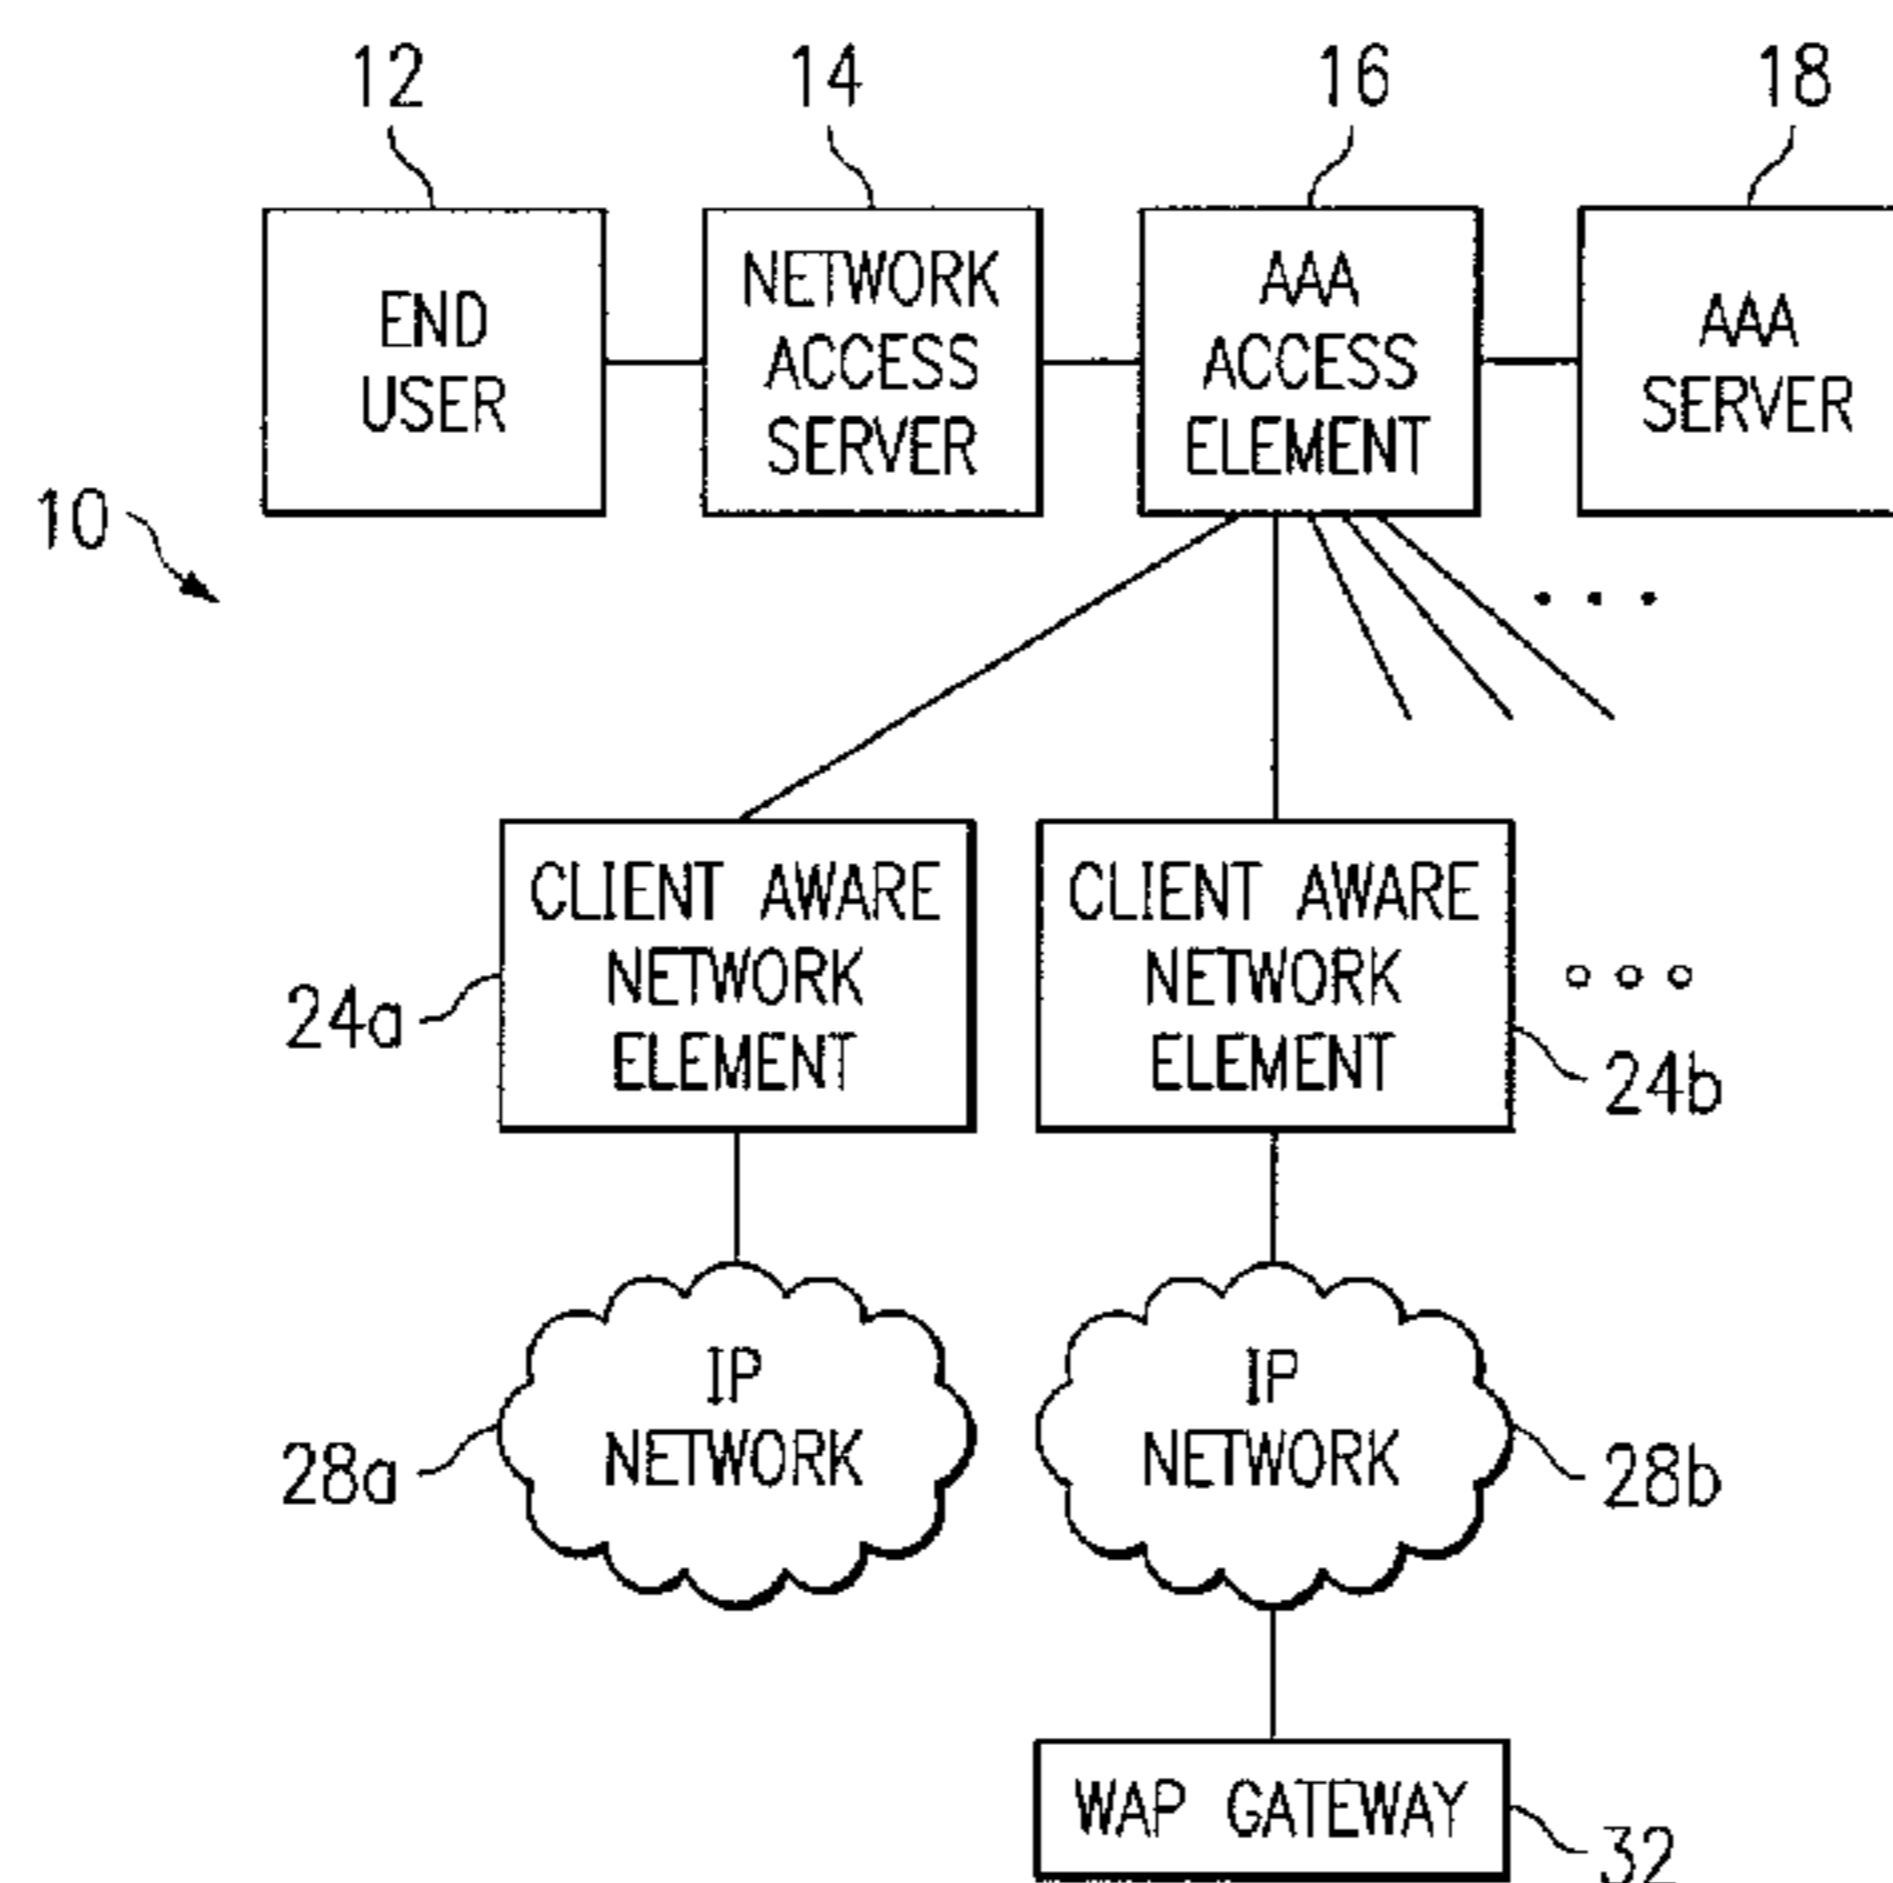 12
14
16
18
END
USER
NETWORK
ACCESS
SERVER
AAA
ACCESS
ELEMENT
AAA
SERVER
10
CLIENT AWARE
NETWORK
ELEMENT
CLIENT AWARE
NETWORK
ELEMENT
24a
24b
IP
NETWORK
IP
NETWORK
28a
28b
WAP GATEWAY
32